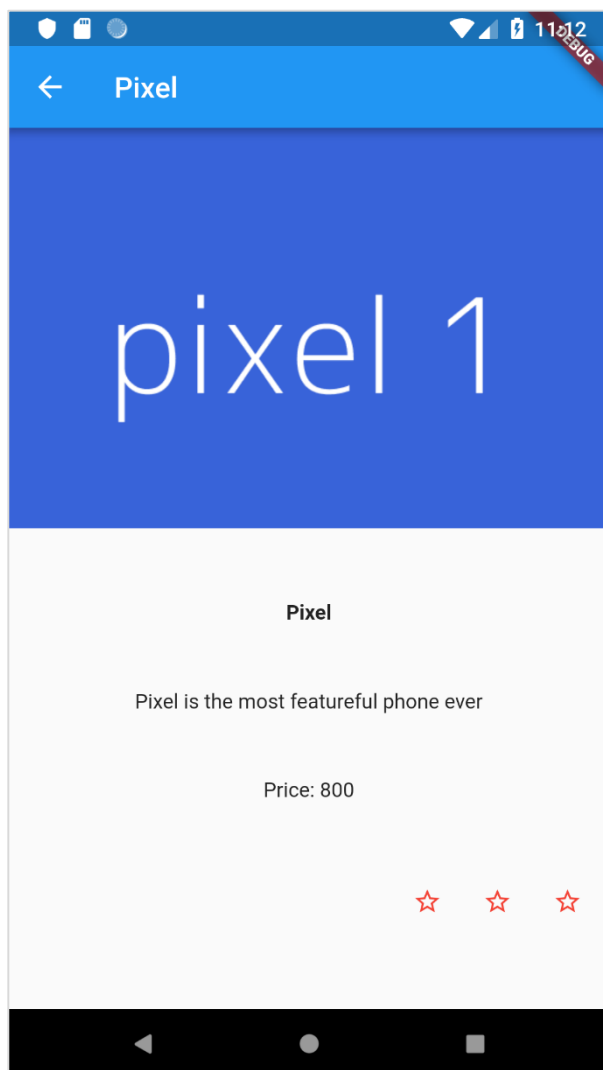 11:12
DEBUG
Pixel
pixel 1
Pixel
Pixel is the most featureful phone ever
Price: 800